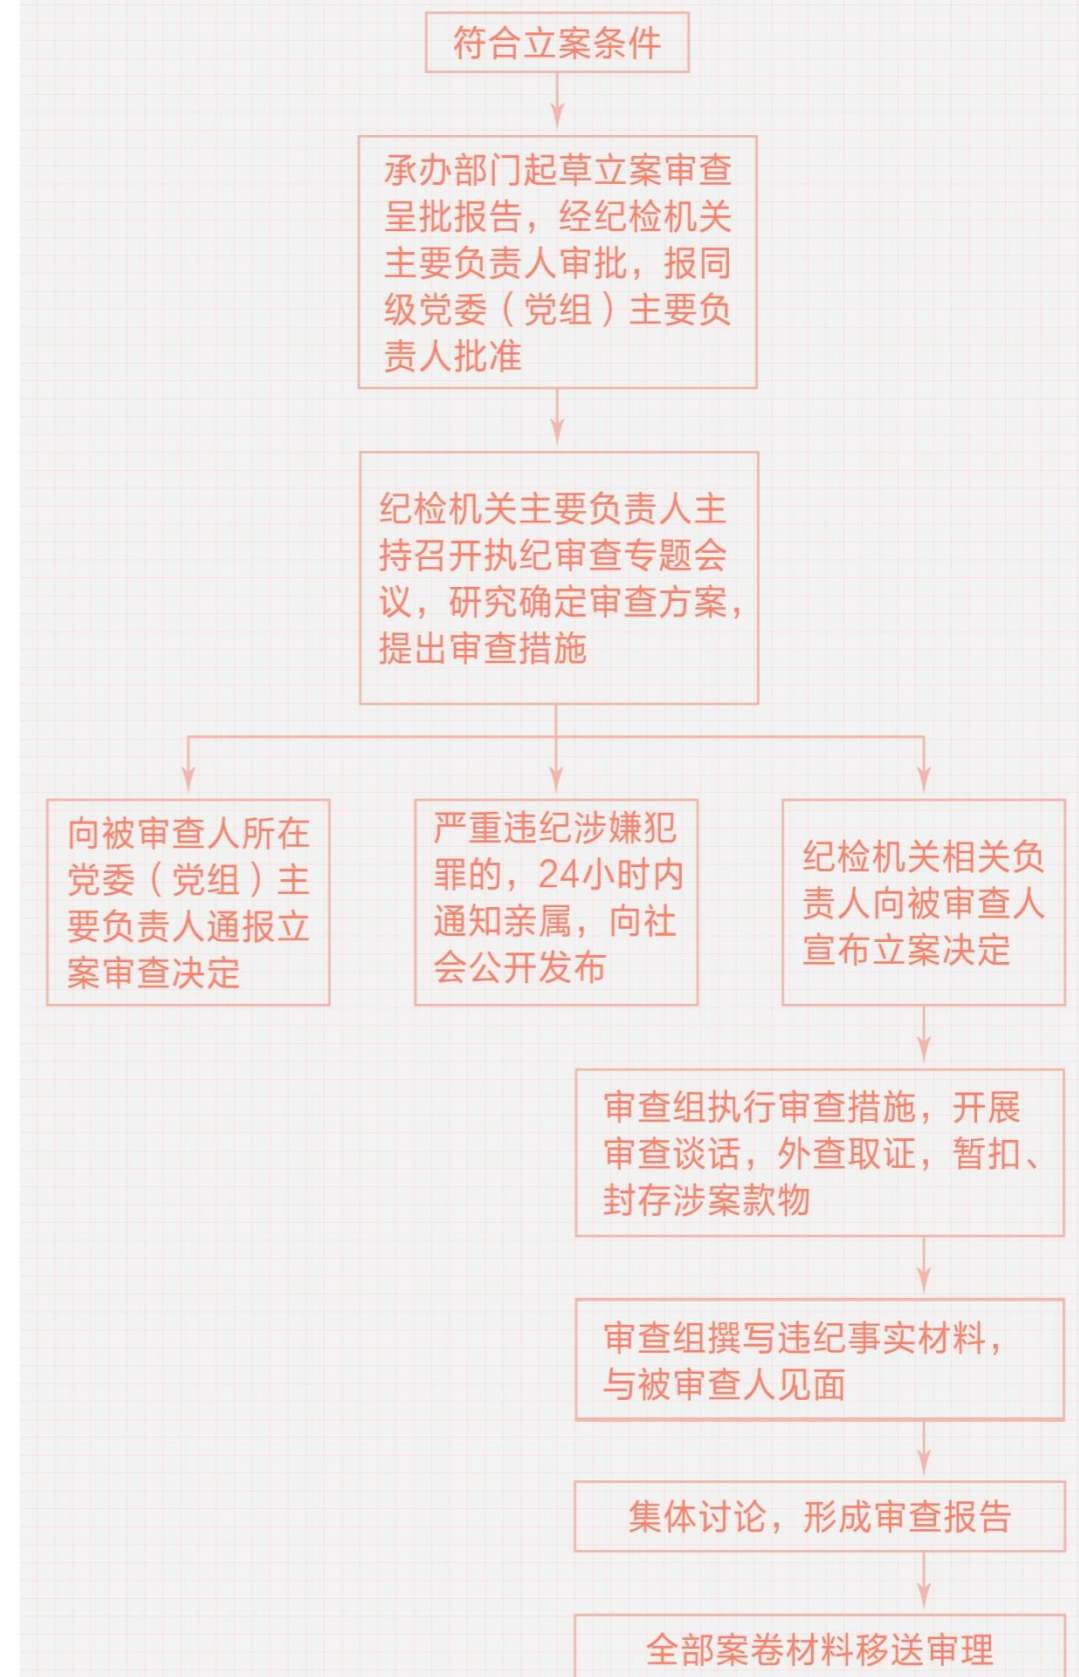 符合立案条件
承办部门起草立案审查
呈批报告，经纪检机关
主要负责人审批，报同
级党委（党组）主要负
责人批准
纪检机关主要负责人主
持召开执纪审查专题会
议，研究确定审查方案，
提出审查措施
向被审查人所在
党委（党组）主
要负责人通报立
案审查决定
严重违纪涉嫌犯
罪的，24小时内
通知亲属，向社
会公开发布
纪检机关相关负
责人向被审查人
宣布立案决定
审查组执行审查措施，开展
审查谈话，外查取证，暂扣、
封存涉案款物
审查组撰写违纪事实材料，
与被审查人见面
集体讨论，形成审查报告
全部案卷材料移送审理